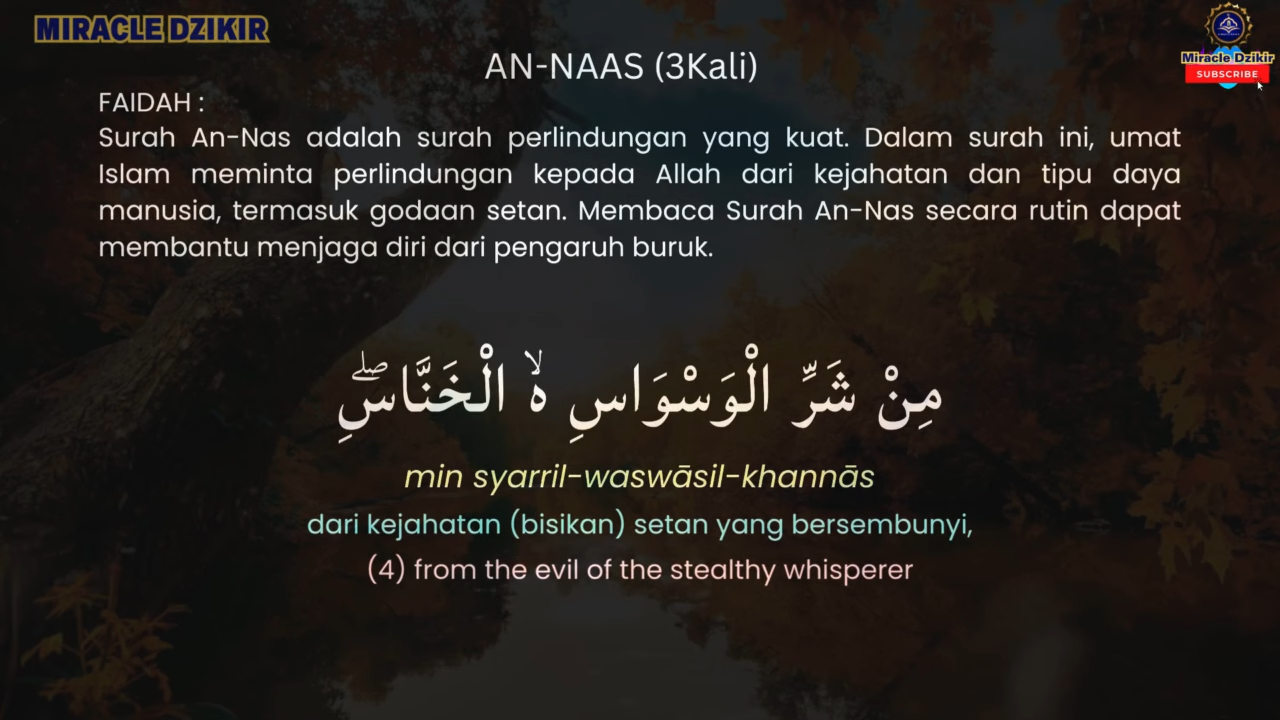 MIRACLE DZIKIR
Miracle Dzikir
SUBSCRIBE
AN-NAAS (3Kali)
FAIDAH :
Surah An-Nas adalah surah perlindungan yang kuat. Dalam surah ini, umat
Islam meminta perlindungan kepada Allah dari kejahatan dan tipu daya
manusia, termasuk godaan setan. Membaca Surah An-Nas secara rutin dapat
membantu menjaga diri dari pengaruh buruk.
مِنْ شَرِّ الْوَسْوَاسِ ەۙ الْخَنَّاسِۖ
min syarril-waswāsil-khannās
dari kejahatan (bisikan) setan yang bersembunyi,
(4) from the evil of the stealthy whisperer